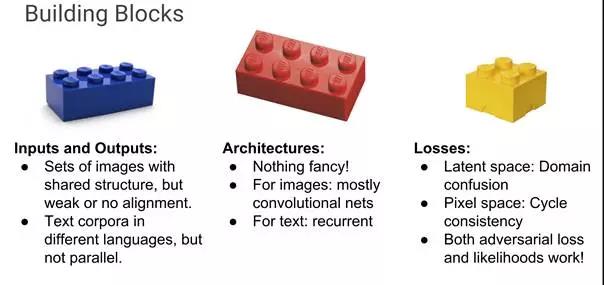 Building Blocks
Inputs and Outputs:
● Sets of images with
shared structure, but
weak or no alignment.
● Text corpora in
different languages, but
not parallel.
Architectures:
● Nothing fancy!
● For images: mostly
convolutional nets
● For text: recurrent
Losses:
● Latent space: Domain
confusion
● Pixel space: Cycle
consistency
● Both adversarial loss
and likelihoods work!